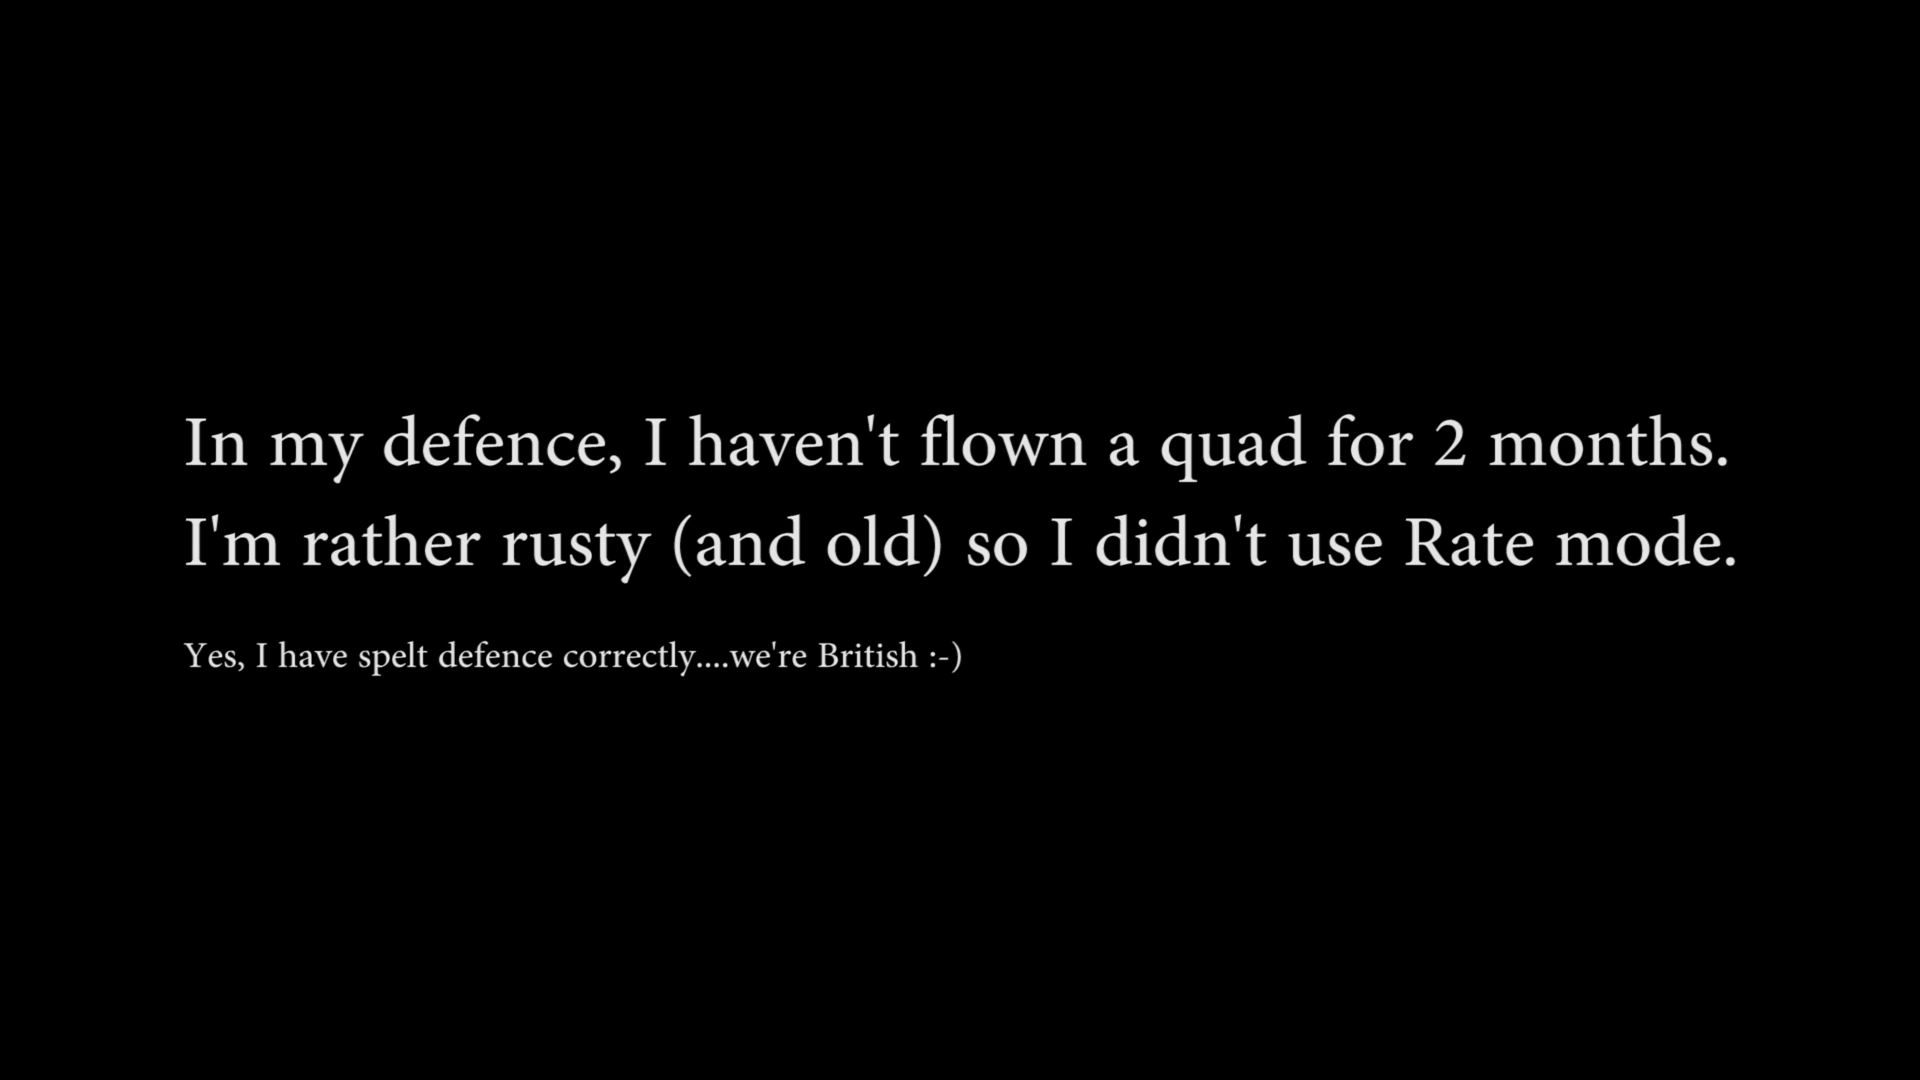 In my defence, I haven't flown a quad for 2 months.
I'm rather rusty (and old) so I didn't use Rate mode.
Yes, I have spelt defence correctly....we're British :-)